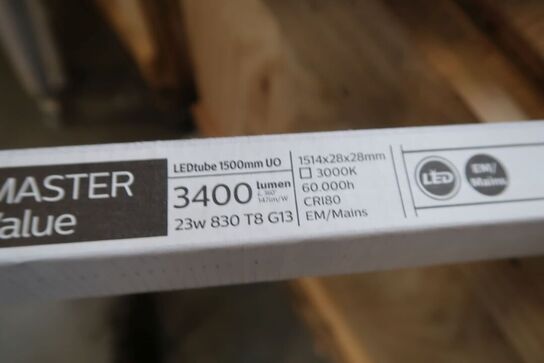 MASTER
Value
LEDtube 1500mm UO
3400 lumen
147lm/W
23w 830 T8 G13
1514x28x28mm
3000K
60.000h
CRI80
EM/Mains
LED
EM/
Mains